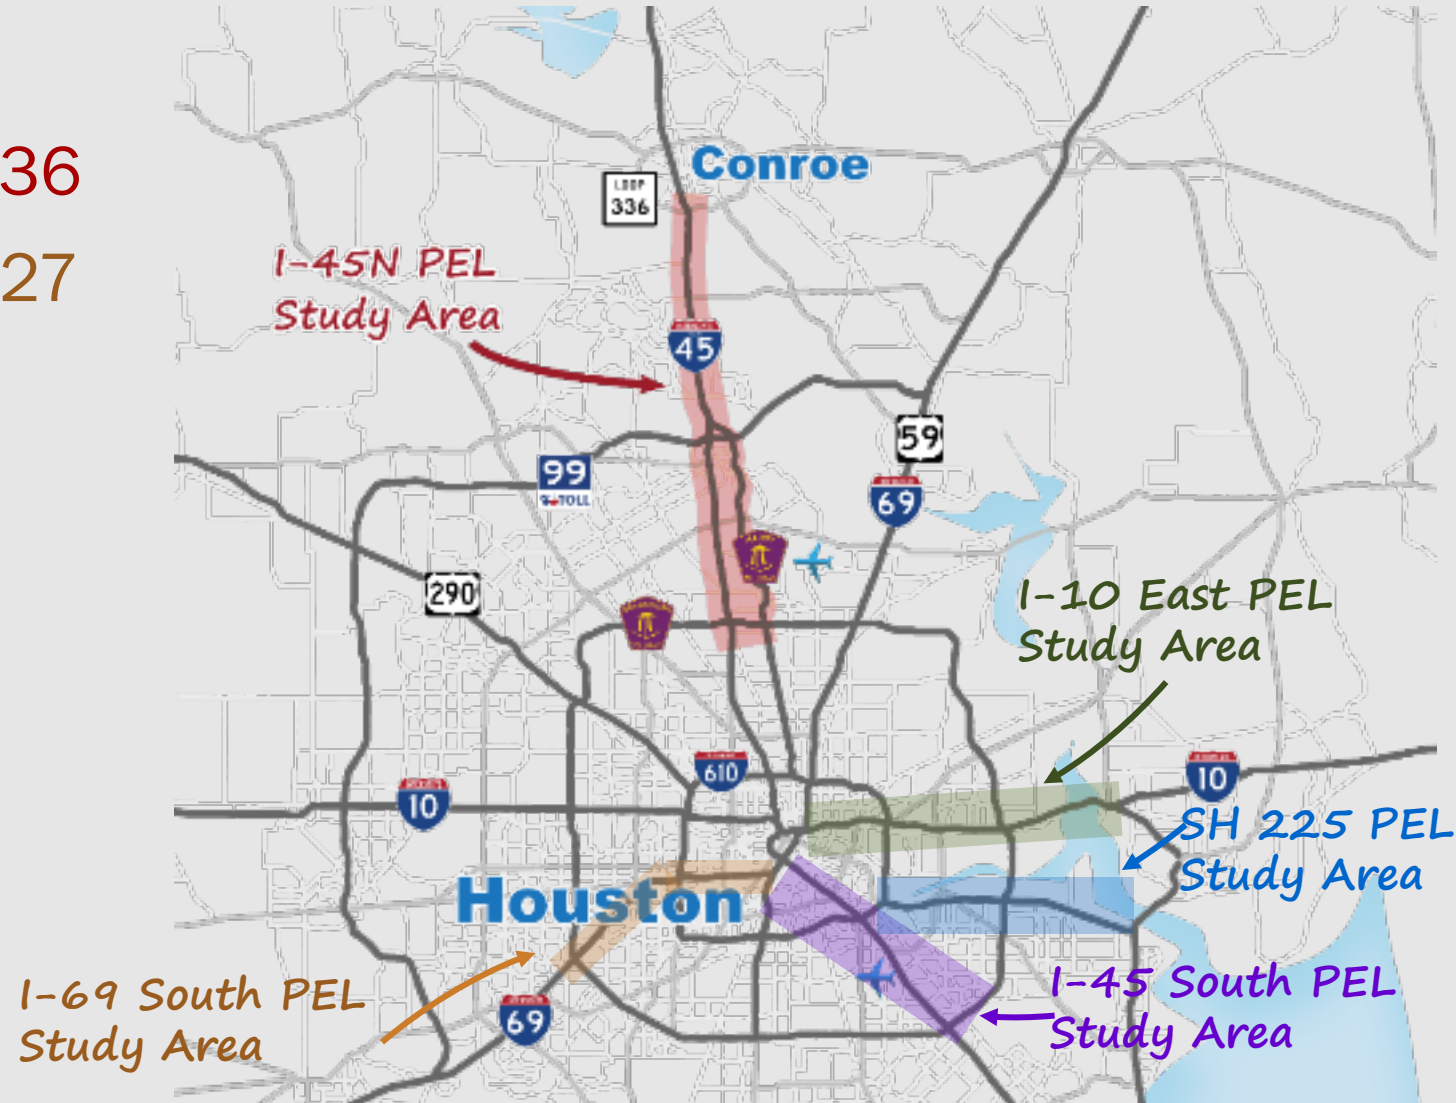 36
Conroe
LOOP
336
27
I-45N PEL
Study Area
45
59
99
TOLL
69
290
I-10 East PEL
Study Area
610
10
10
SH 225 PEL
Study Area
Houston
I-69 South PEL
Study Area
I-45 South PEL
Study Area
69